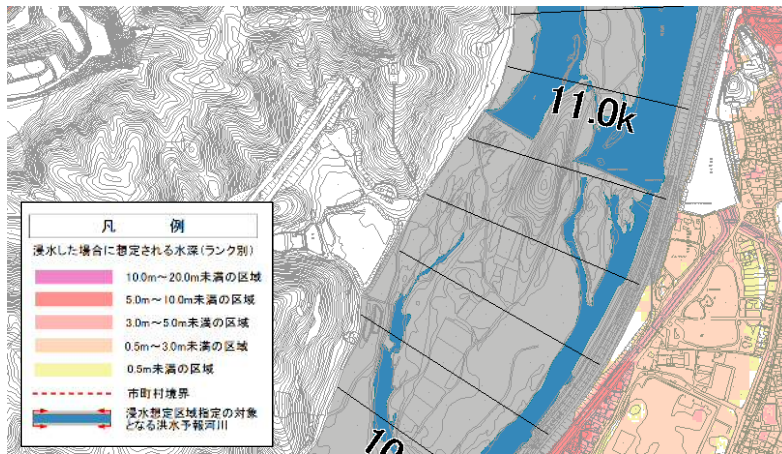 11.0k
10
凡 例
浸水した場合に想定される水深(ランク別)
10.0m～20.0m未満の区域
5.0m～10.0m未満の区域
3.0m～5.0m未満の区域
0.5m～3.0m未満の区域
0.5m未満の区域
市町村境界
浸水想定区域指定の対象
となる洪水予報河川